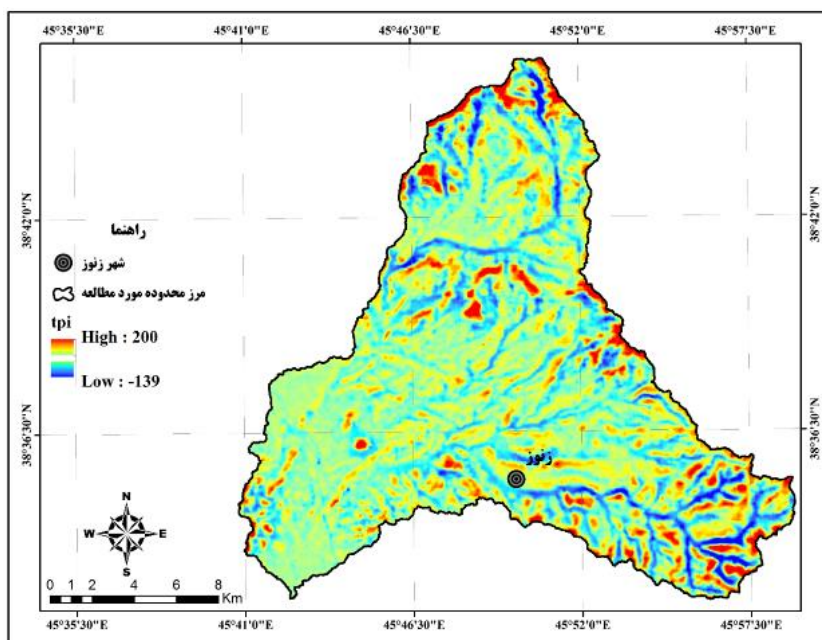 45°35'30"E 45°41'0"E 45°46'30"E 45°52'0"E 45°57'30"E
38°42'0"N
38°42'0"N
38°36'30"N
38°36'30"N
راهنما
شهر زنوز
مرز محدوده مورد مطالعه
tpi
High : 200
Low : -139
زنوز
N
W E
S
0 1 2 4 6 8
Km
45°35'30"E 45°41'0"E 45°46'30"E 45°52'0"E 45°57'30"E